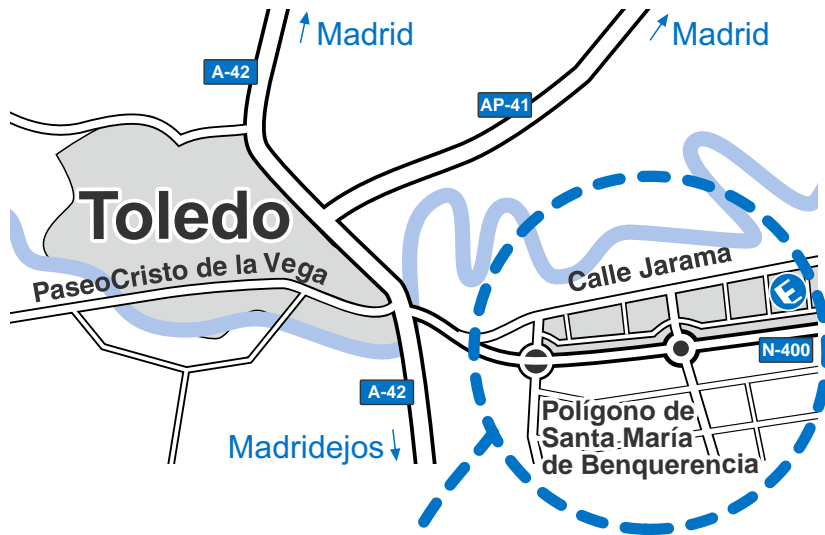 Madrid
Madrid
A-42
AP-41
Toledo
PaseoCristo de la Vega
Calle Jarama
E
N-400
A-42
Polígono de
Santa María
de Benquerencia
Madridejos